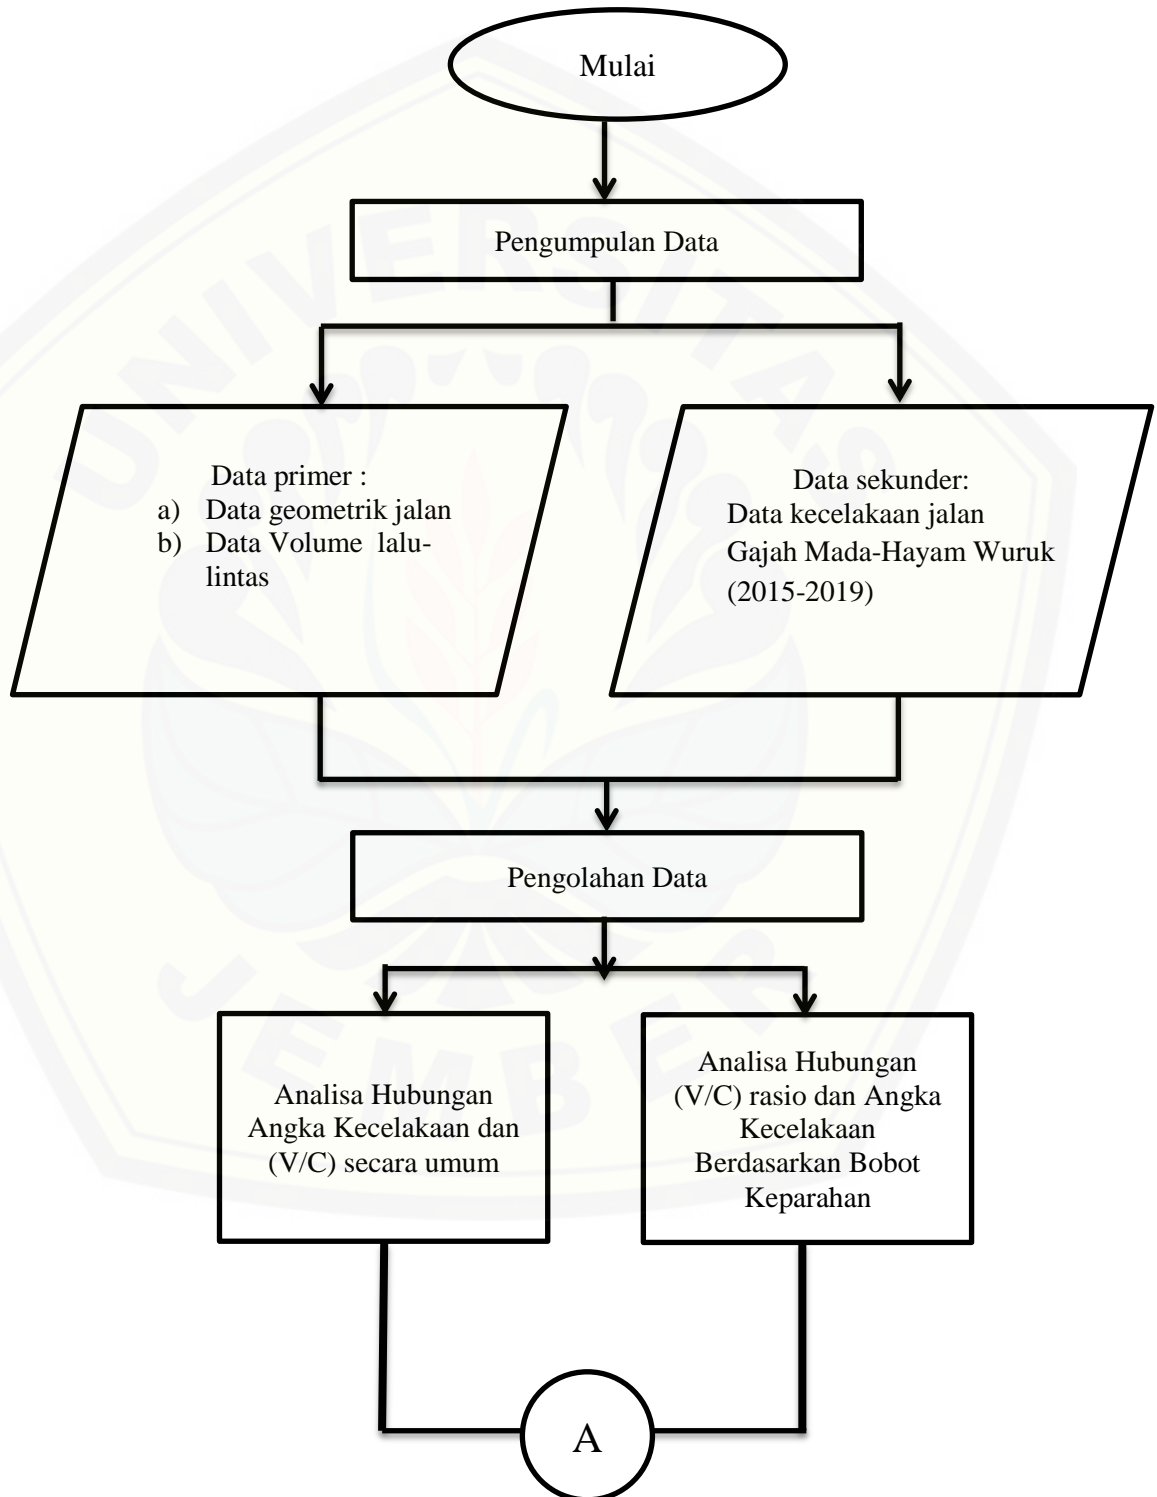 Mulai
Pengumpulan Data
Data primer :
a) Data geometrik jalan
b) Data Volume lalu-
lintas
Data sekunder:
Data kecelakaan jalan
Gajah Mada-Hayam Wuruk
(2015-2019)
Pengolahan Data
Analisa Hubungan
Angka Kecelakaan dan
(V/C) secara umum
Analisa Hubungan
(V/C) rasio dan Angka
Kecelakaan
Berdasarkan Bobot
Keparahan
A
UNIVERSITAS
JEMBER